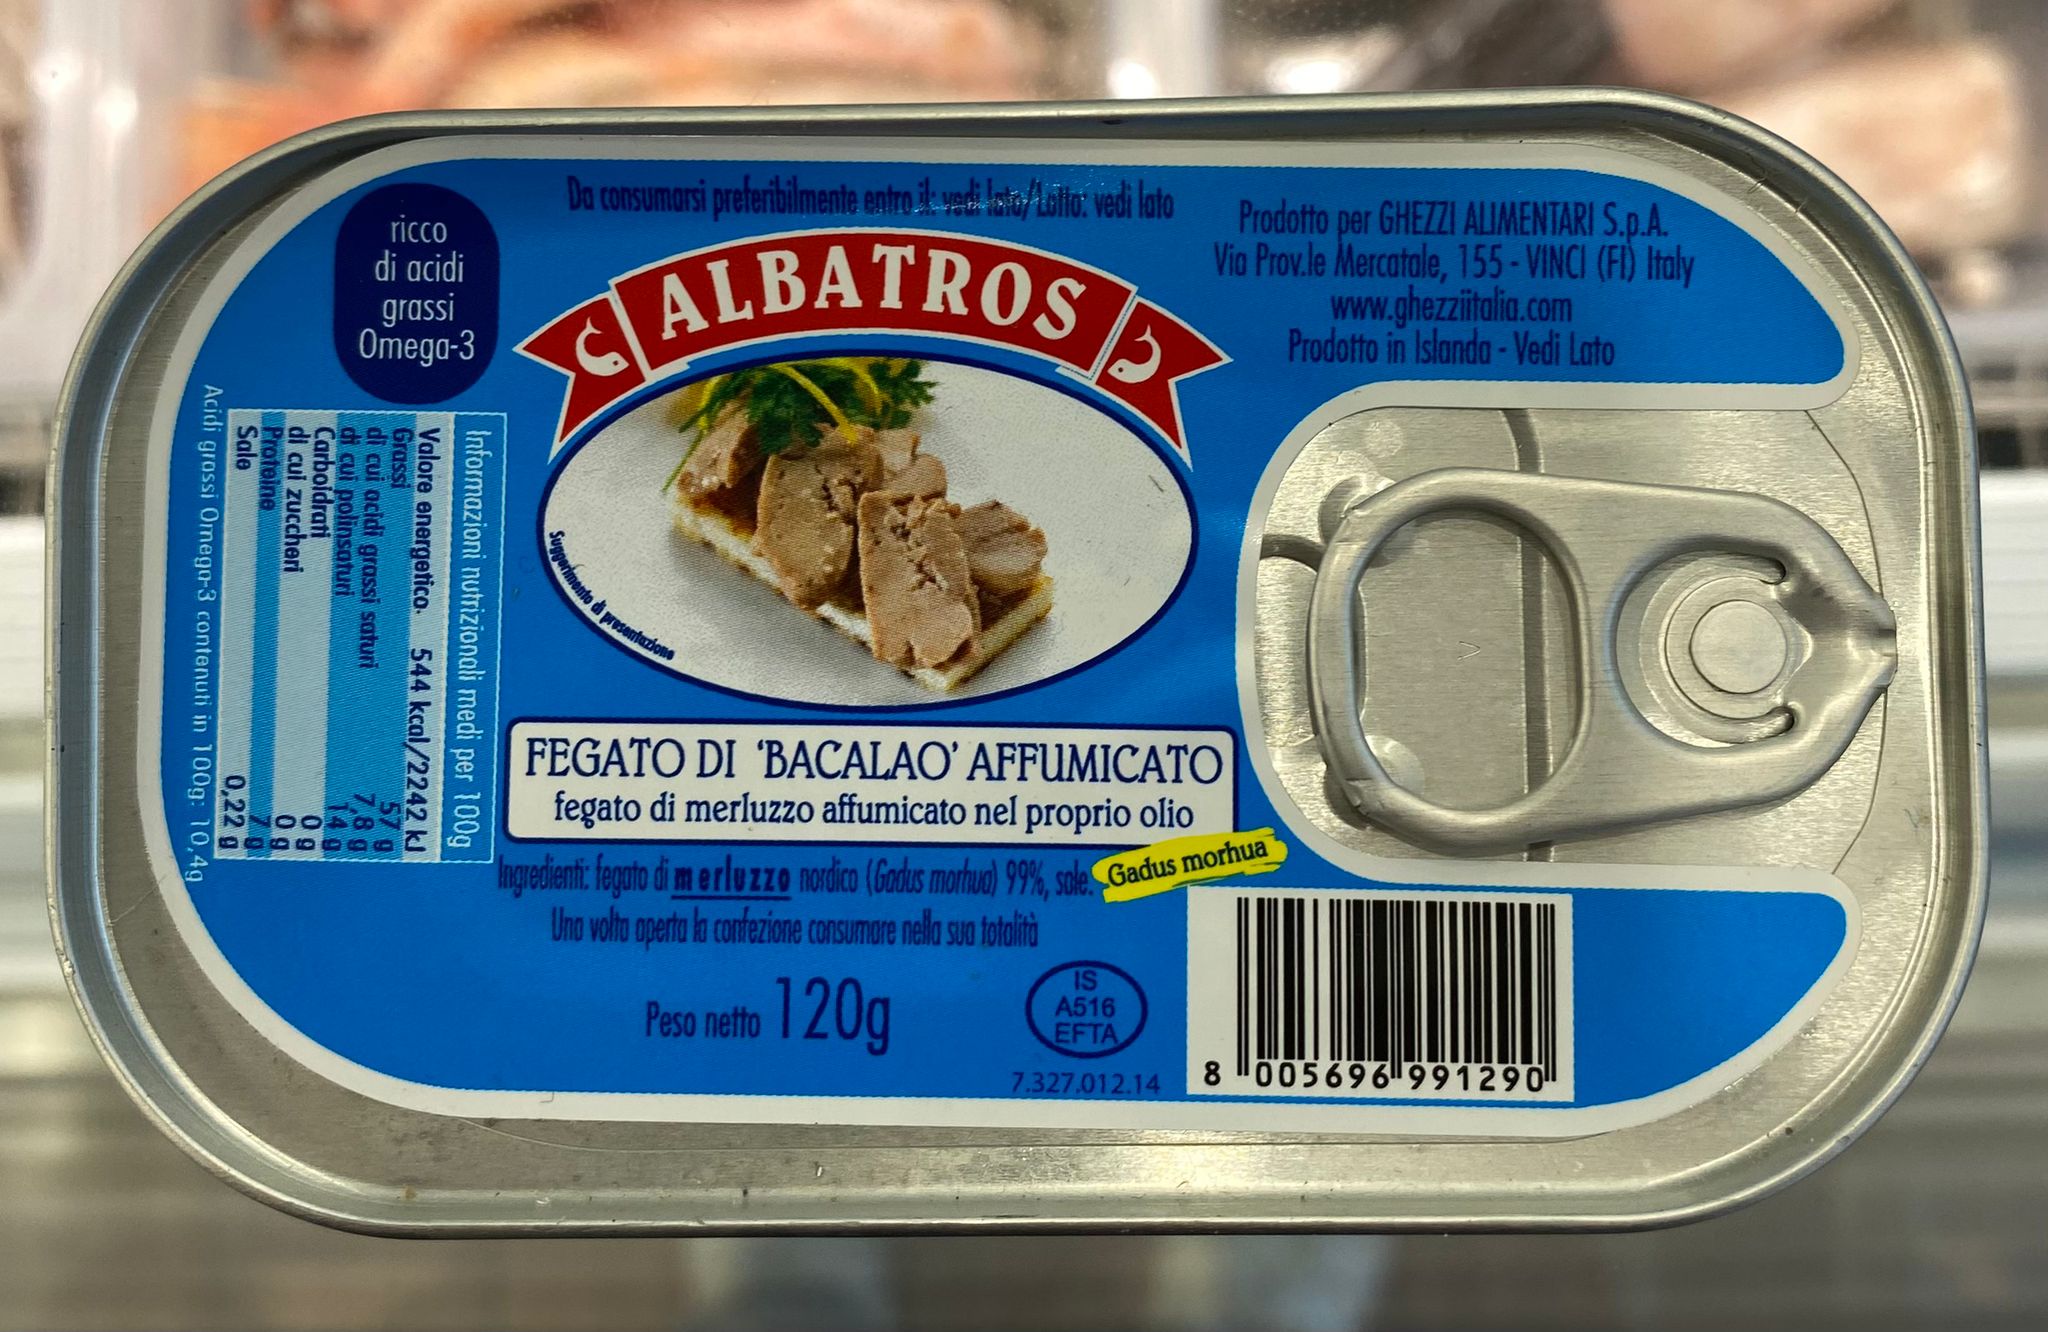 Da consumarsi preferibilmente entro il: vedi lato/Lotto: vedi lato
ricco
di acidi
grassi
Omega-3
ALBATROS
Prodotto per GHEZZI ALIMENTARI S.p.A.
Via Prov.le Mercatale, 155 - VINCI (FI) Italy
www.ghezziitalia.com
Prodotto in Islanda - Vedi Lato
Informazioni nutrizionali medi per 100g
Valore energetico. 544 kcal/2242 kJ
Grassi 57 g
di cui acidi grassi saturi 7,8 g
di cui polinsaturi 14 g
Carboidrati 0 g
di cui zuccheri 0 g
Proteine 7 g
Sale 0,22 g
Acidi grassi Omega-3 contenuti in 100g: 10,4g
Suggerimento di presentazione
FEGATO DI 'BACALAO' AFFUMICATO
fegato di merluzzo affumicato nel proprio olio
Ingredienti: fegato di merluzzo nordico (Gadus morhua) 99%, sale.
Gadus morhua
Una volta aperta la confezione consumare nella sua totalità
Peso netto 120g
IS
A516
EFTA
7.327.012.14
8 005696 991290